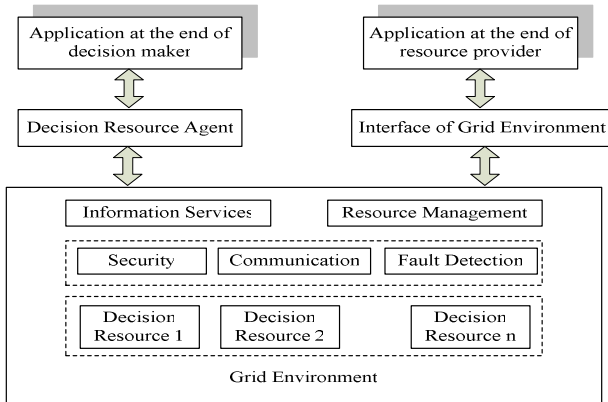 Application at the end of
decision maker
Application at the end of
resource provider
Decision Resource Agent
Interface of Grid Environment
Information Services
Resource Management
Security
Communication
Fault Detection
Decision
Resource 1
Decision
Resource 2
Decision
Resource n
Grid Environment